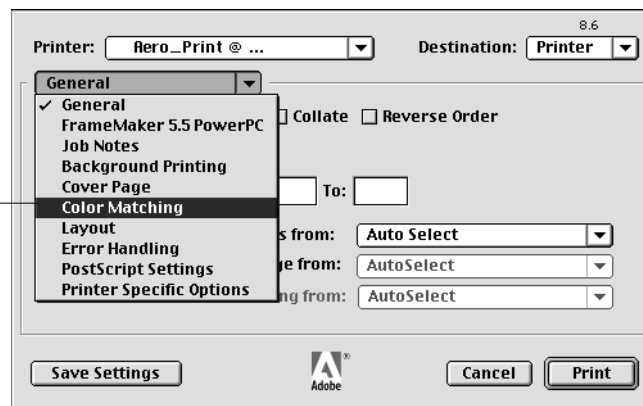 8.6
Printer: Aero_Print @ ... Destination: Printer
General
✓ General
FrameMaker 5.5 PowerPC
Collate Reverse Order
Job Notes
Background Printing
Cover Page
To:
Color Matching
Layout
s from: Auto Select
Error Handling
PostScript Settings
ge from: AutoSelect
Printer Specific Options
ng from: AutoSelect
Save Settings
Adobe®
Cancel Print